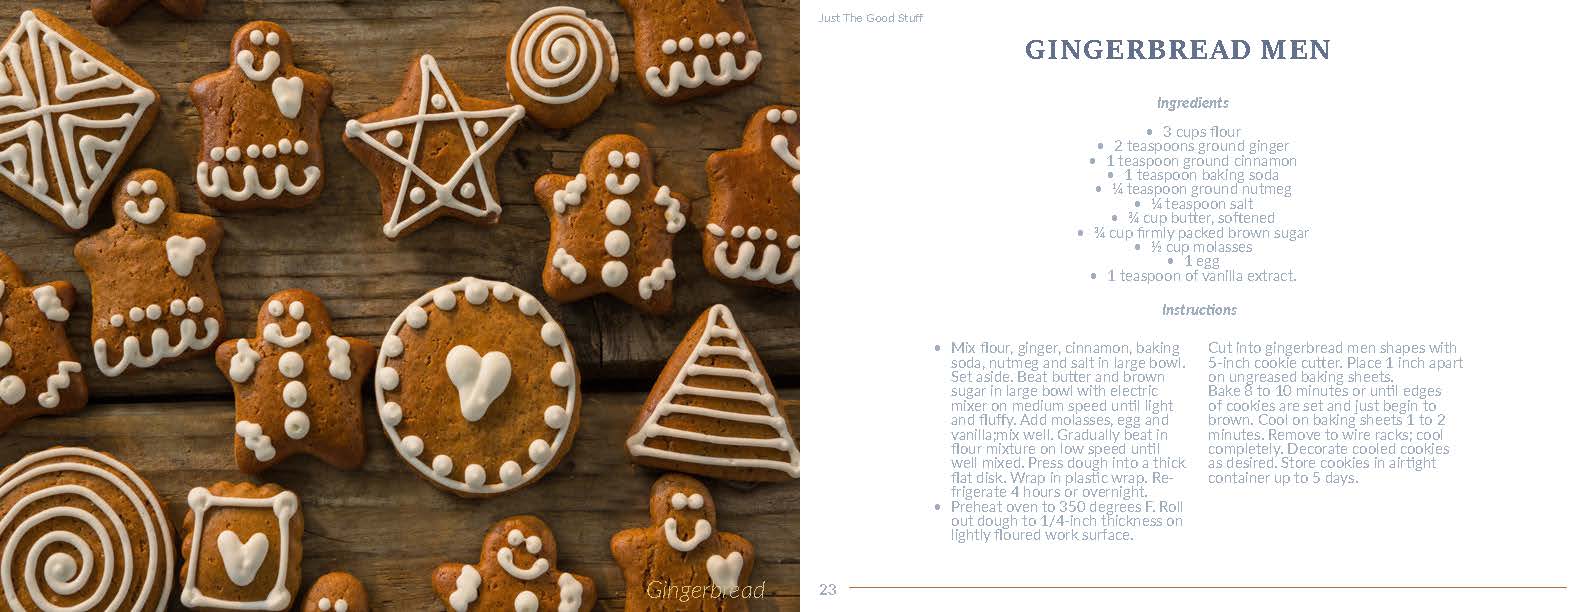 Gingerbread
Just The Good Stuff
GINGERBREAD MEN
Ingredients
• 3 cups flour
• 2 teaspoons ground ginger
• 1 teaspoon ground cinnamon
• 1 teaspoon baking soda
• ¼ teaspoon ground nutmeg
• ¼ teaspoon salt
• ¾ cup butter, softened
• ¾ cup firmly packed brown sugar
• ½ cup molasses
• 1 egg
• 1 teaspoon of vanilla extract.
Instructions
• Mix flour, ginger, cinnamon, baking
soda, nutmeg and salt in large bowl.
Set aside. Beat butter and brown
sugar in large bowl with electric
mixer on medium speed until light
and fluffy. Add molasses, egg and
vanilla;mix well. Gradually beat in
flour mixture on low speed until
well mixed. Press dough into a thick
flat disk. Wrap in plastic wrap. Re-
frigerate 4 hours or overnight.
• Preheat oven to 350 degrees F. Roll
out dough to 1/4-inch thickness on
lightly floured work surface.
Cut into gingerbread men shapes with
5-inch cookie cutter. Place 1 inch apart
on ungreased baking sheets.
Bake 8 to 10 minutes or until edges
of cookies are set and just begin to
brown. Cool on baking sheets 1 to 2
minutes. Remove to wire racks; cool
completely. Decorate cooled cookies
as desired. Store cookies in airtight
container up to 5 days.
23